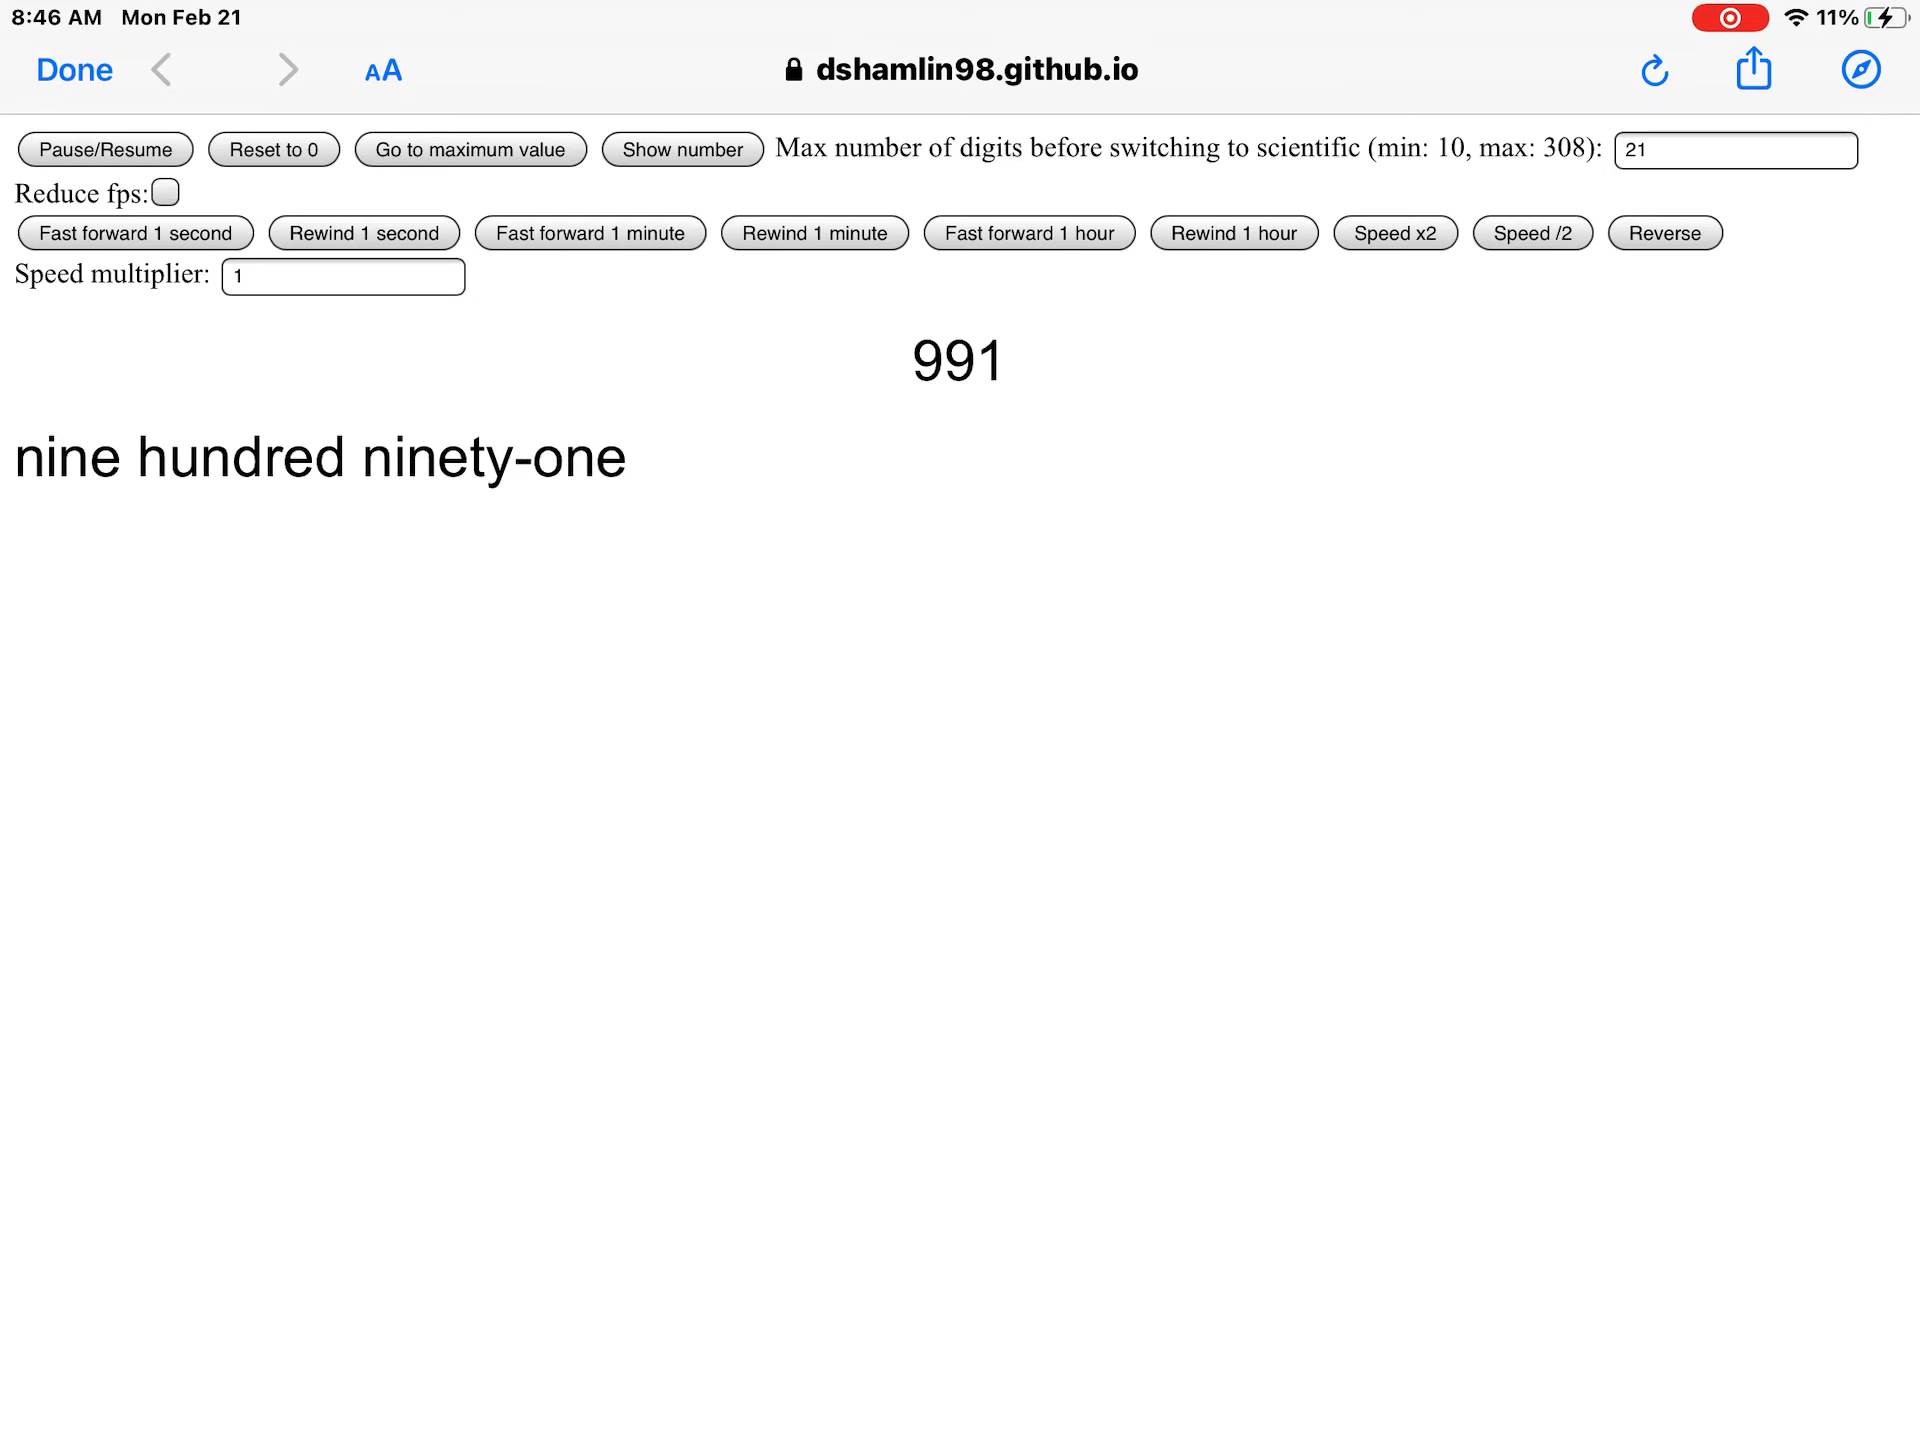 8:46 AM Mon Feb 21 11%
Done AA dshamlin98.github.io
Pause/Resume Reset to 0 Go to maximum value Show number Max number of digits before switching to scientific (min: 10, max: 308): 21
Reduce fps:
Fast forward 1 second Rewind 1 second Fast forward 1 minute Rewind 1 minute Fast forward 1 hour Rewind 1 hour Speed x2 Speed /2 Reverse
Speed multiplier: 1
991
nine hundred ninety-one